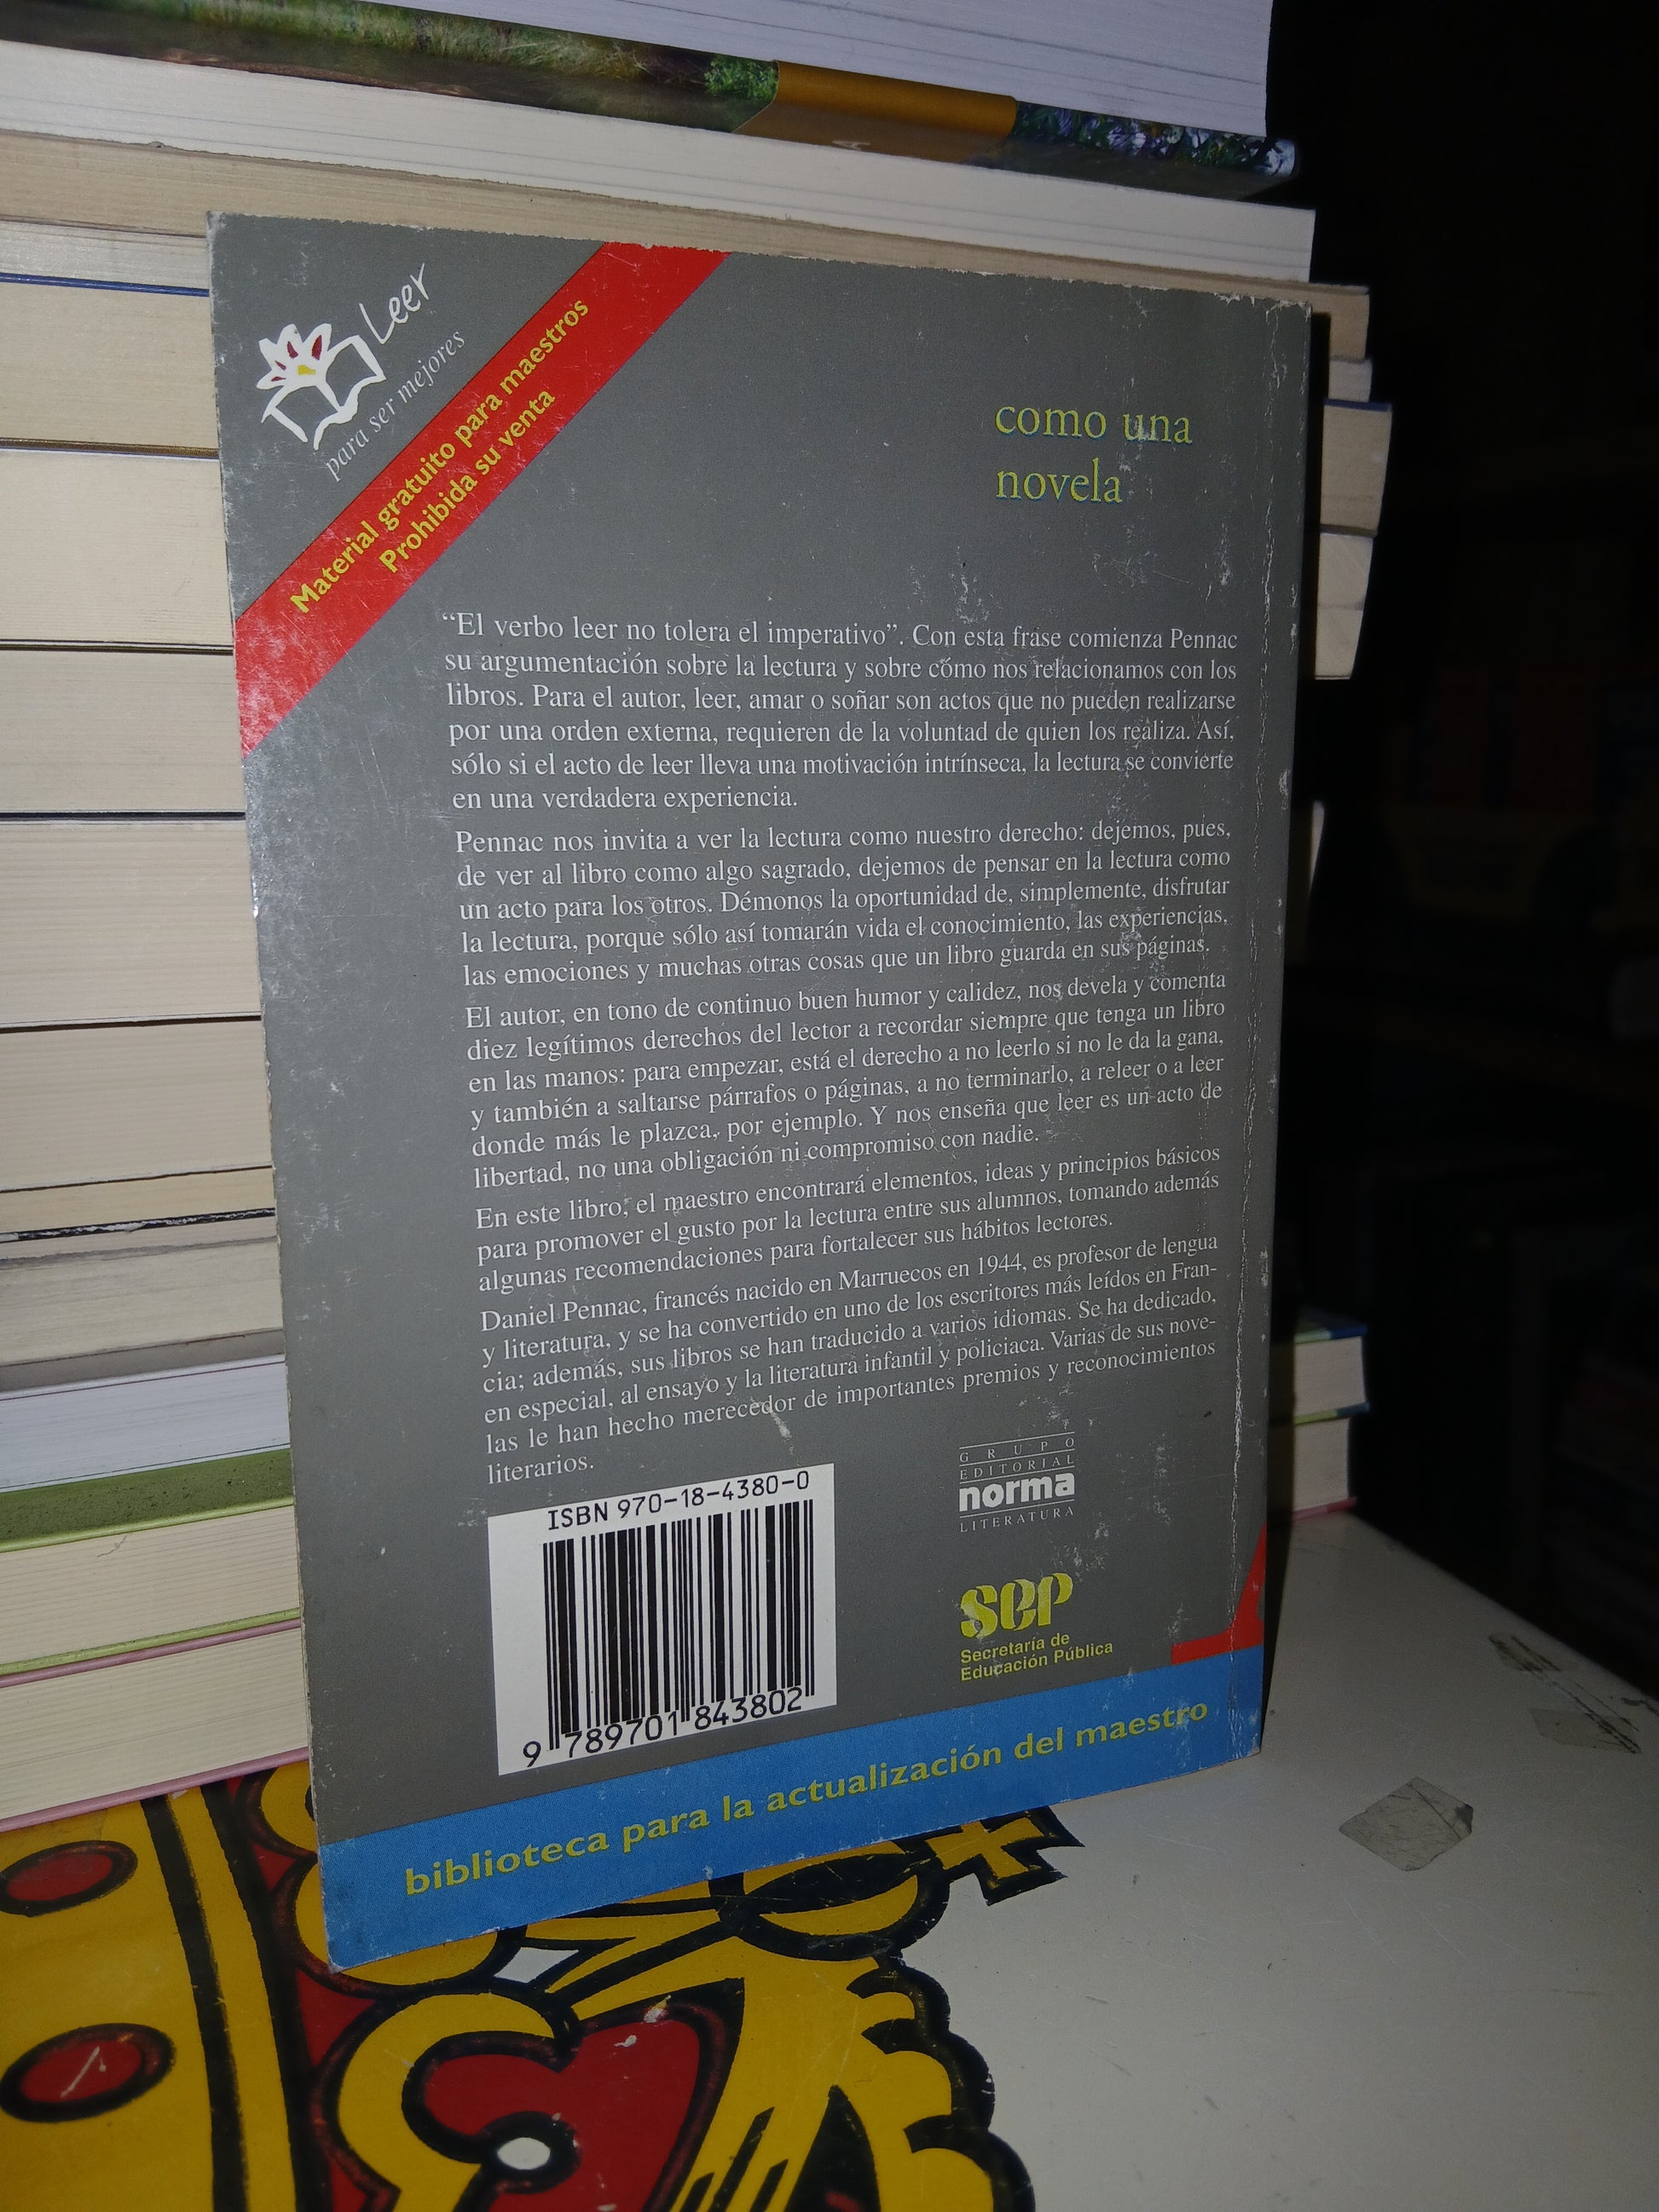 Leer
para ser mejores
Material gratuito para maestros
Prohibida su venta
como una
novela
“El verbo leer no tolera el imperativo”. Con esta frase comienza Pennac
su argumentación sobre la lectura y sobre cómo nos relacionamos con los
libros. Para el autor, leer, amar o soñar son actos que no pueden realizarse
por una orden externa, requieren de la voluntad de quien los realiza. Así,
sólo si el acto de leer lleva una motivación intrínseca, la lectura se convierte
en una verdadera experiencia.
Pennac nos invita a ver la lectura como nuestro derecho: dejemos, pues,
de ver al libro como algo sagrado, dejemos de pensar en la lectura como
un acto para los otros. Démonos la oportunidad de, simplemente, disfrutar
la lectura, porque sólo así tomarán vida el conocimiento, las experiencias,
las emociones y muchas otras cosas que un libro guarda en sus páginas.
El autor, en tono de continuo buen humor y calidez, nos devela y comenta
diez legítimos derechos del lector a recordar siempre que tenga un libro
en las manos: para empezar, está el derecho a no leerlo si no le da la gana,
y también a saltarse párrafos o páginas, a no terminarlo, a releer o a leer
donde más le plazca, por ejemplo. Y nos enseña que leer es un acto de
libertad, no una obligación ni compromiso con nadie.
En este libro, el maestro encontrará elementos, ideas y principios básicos
para promover el gusto por la lectura entre sus alumnos, tomando además
algunas recomendaciones para fortalecer sus hábitos lectores.
Daniel Pennac, francés nacido en Marruecos en 1944, es profesor de lengua
y literatura, y se ha convertido en uno de los escritores más leídos en Fran-
cia; además, sus libros se han traducido a varios idiomas. Se ha dedicado,
en especial, al ensayo y la literatura infantil y policiaca. Varias de sus nove-
las le han hecho merecedor de importantes premios y reconocimientos
literarios.
ISBN 970-18-4380-0
9 789701 843802
GRUPO
EDITORIAL
norma
LITERATURA
SEP
Secretaría de
Educación Pública
biblioteca para la actualización del maestro